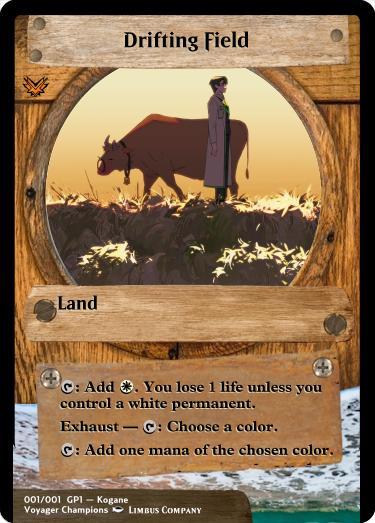 Drifting Field
Land
: Add . You lose 1 life unless you
control a white permanent.
Exhaust — : Choose a color.
: Add one mana of the chosen color.
001/001 GP1 — Kogane
Voyager Champions LIMBUS COMPANY